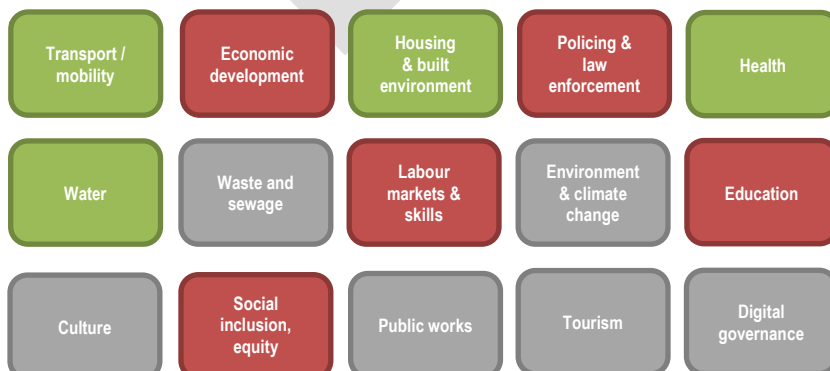 Transport /
mobility
Economic
development
Housing
& built
environment
Policing &
law
enforcement
Health
Water
Waste and
sewage
Labour
markets &
skills
Environment
& climate
change
Education
Culture
Social
inclusion,
equity
Public works
Tourism
Digital
governance